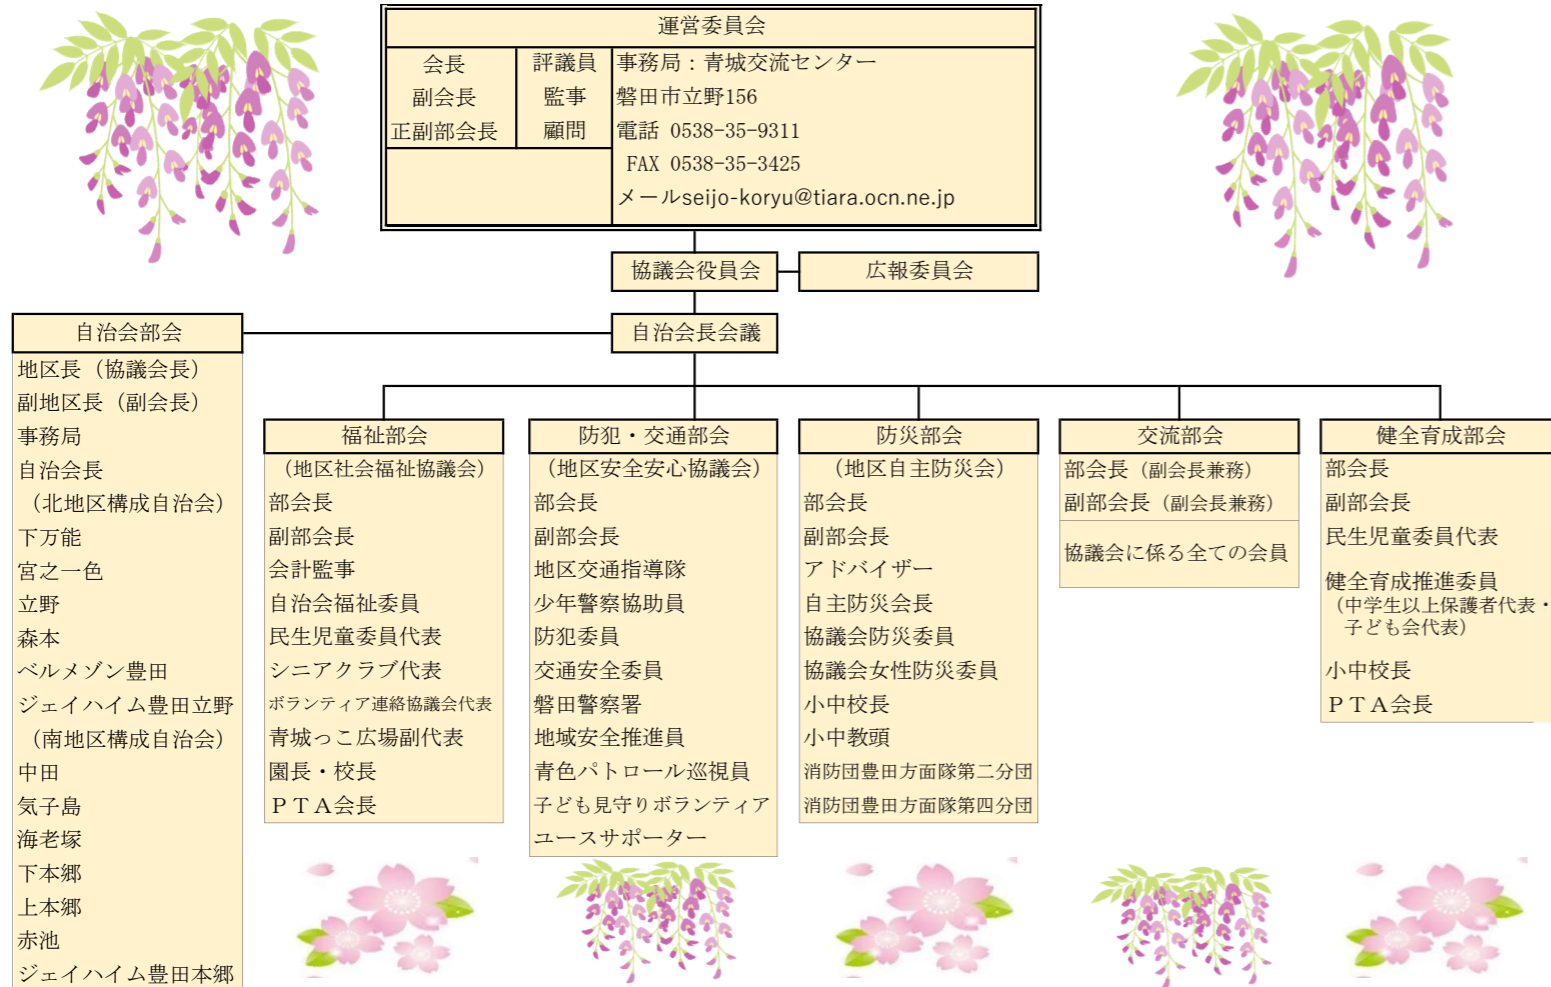 運営委員会
会長
副会長
正副部会長
評議員
監事
顧問
事務局：青城交流センター
磐田市立野156
電話 0538-35-9311
FAX 0538-35-3425
メールseijo-koryu@tiara.ocn.ne.jp
協議会役員会
広報委員会
自治会長会議
自治会部会
地区長（協議会長）
副地区長（副会長）
事務局
自治会長
（北地区構成自治会）
下万能
宮之一色
立野
森本
ベルメゾン豊田
ジェイハイム豊田立野
（南地区構成自治会）
中田
気子島
海老塚
下本郷
上本郷
赤池
ジェイハイム豊田本郷
福祉部会
（地区社会福祉協議会）
部会長
副部会長
会計監事
自治会福祉委員
民生児童委員代表
シニアクラブ代表
ボランティア連絡協議会代表
青城っこ広場副代表
園長・校長
ＰＴＡ会長
防犯・交通部会
（地区安全安心協議会）
部会長
副部会長
地区交通指導隊
少年警察協助員
防犯委員
交通安全委員
磐田警察署
地域安全推進員
青色パトロール巡視員
子ども見守りボランティア
ユースサポーター
防災部会
（地区自主防災会）
部会長
副部会長
アドバイザー
自主防災会長
協議会防災委員
協議会女性防災委員
小中校長
小中教頭
消防団豊田方面隊第二分団
消防団豊田方面隊第四分団
交流部会
部会長（副会長兼務）
副部会長（副会長兼務）
協議会に係る全ての会員
健全育成部会
部会長
副部会長
民生児童委員代表
健全育成推進委員
（中学生以上保護者代表・
子ども会代表）
小中校長
ＰＴＡ会長